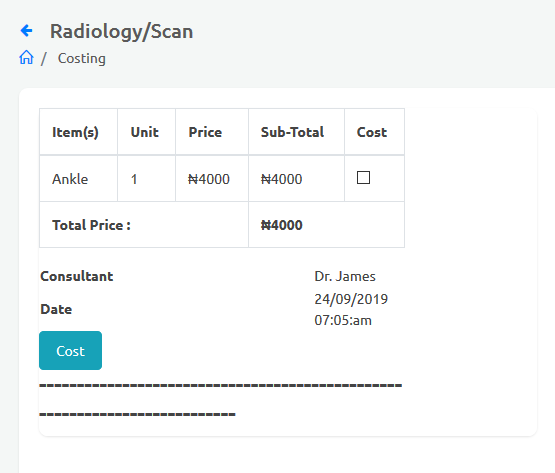 Radiology/Scan
/ Costing
Item(s) Unit Price Sub-Total Cost
Ankle 1 ₦4000 ₦4000
Total Price : ₦4000
Consultant Dr. James
24/09/2019
Date
07:05:am
Cost
--------------------------------------------------
---------------------------